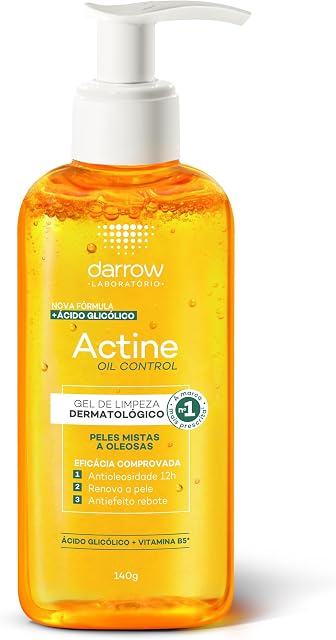 darrow
LABORATÓRIO
NOVA FÓRMULA
+ÁCIDO GLICÓLICO
Actine
OIL CONTROL
GEL DE LIMPEZA
DERMATOLÓGICO
A marca
nº1
mais prescrita*
PELES MISTAS
A OLEOSAS
EFICÁCIA COMPROVADA
1 Antioleosidade 12h
2 Renova a pele
3 Antiefeito rebote
ÁCIDO GLICÓLICO + VITAMINA B5*
140g